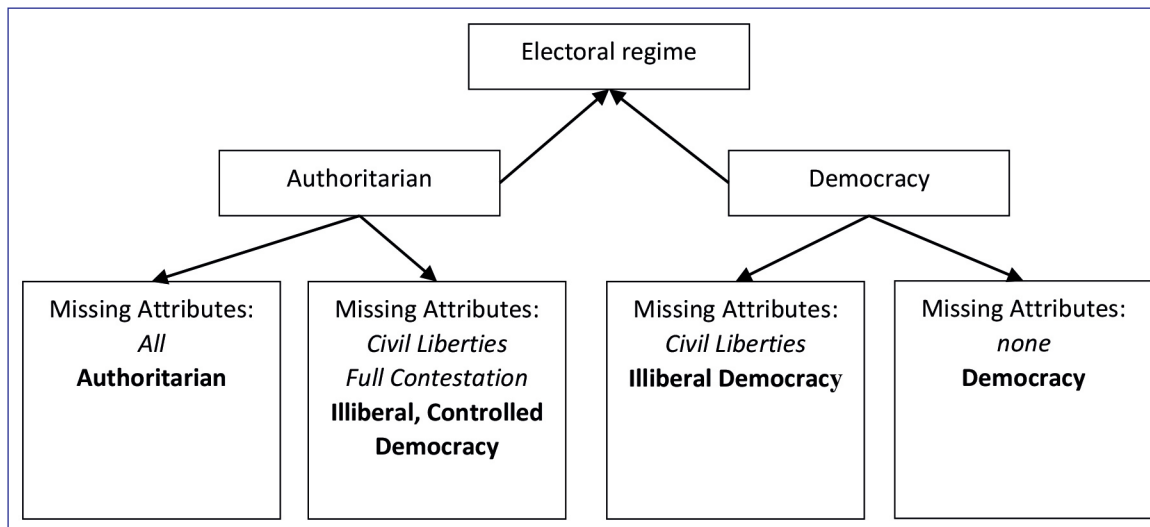 Electoral regime
Authoritarian
Democracy
Missing Attributes:
All
Authoritarian
Missing Attributes:
Civil Liberties
Full Contestation
Illiberal, Controlled
Democracy
Missing Attributes:
Civil Liberties
Illiberal Democracy
Missing Attributes:
none
Democracy